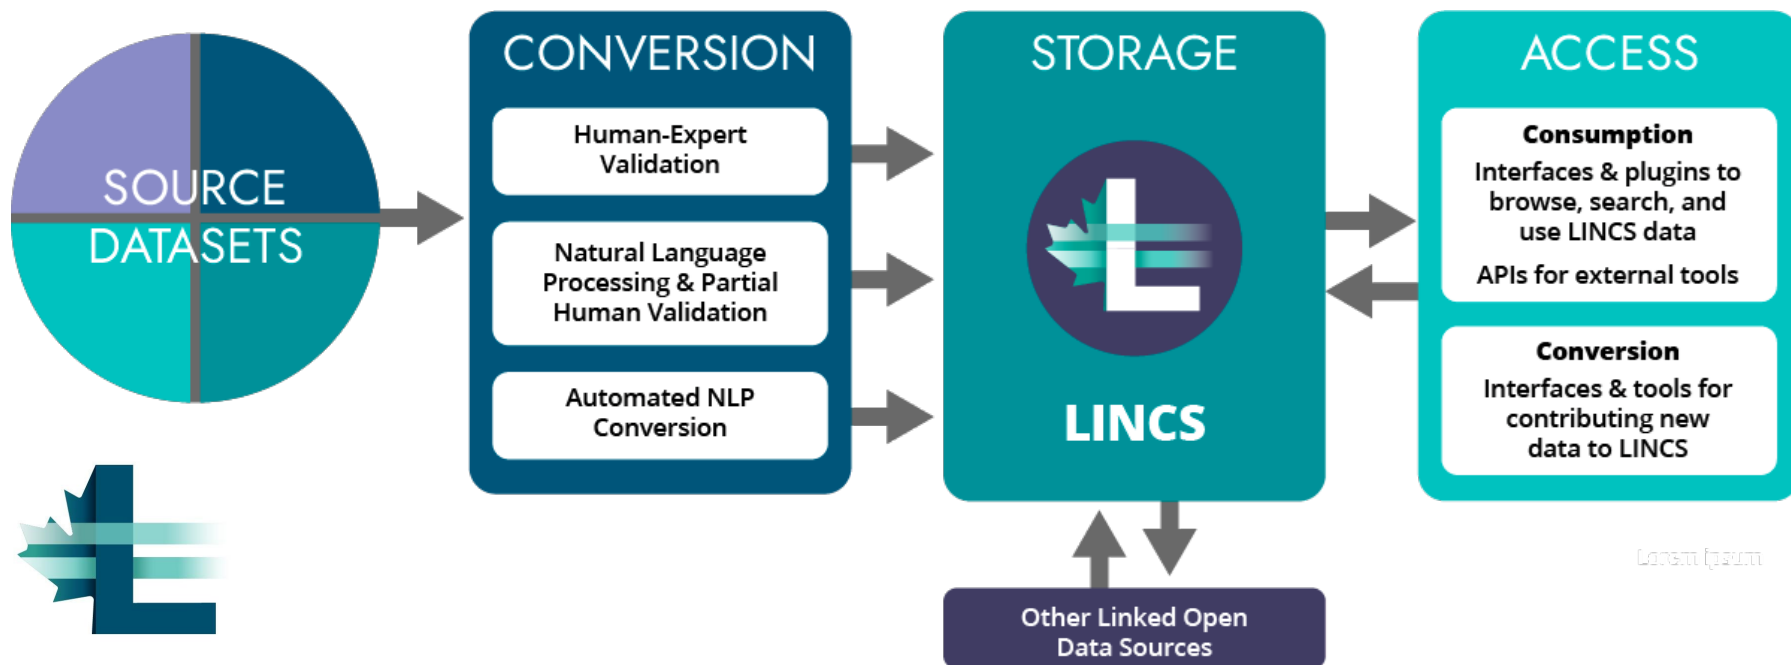 SOURCE
DATASETS
CONVERSION
Human-Expert
Validation
Natural Language
Processing & Partial
Human Validation
Automated NLP
Conversion
STORAGE
LINCS
Other Linked Open
Data Sources
ACCESS
Consumption
Interfaces & plugins to
browse, search, and
use LINCS data
APIs for external tools
Conversion
Interfaces & tools for
contributing new
data to LINCS
Lorem ipsum